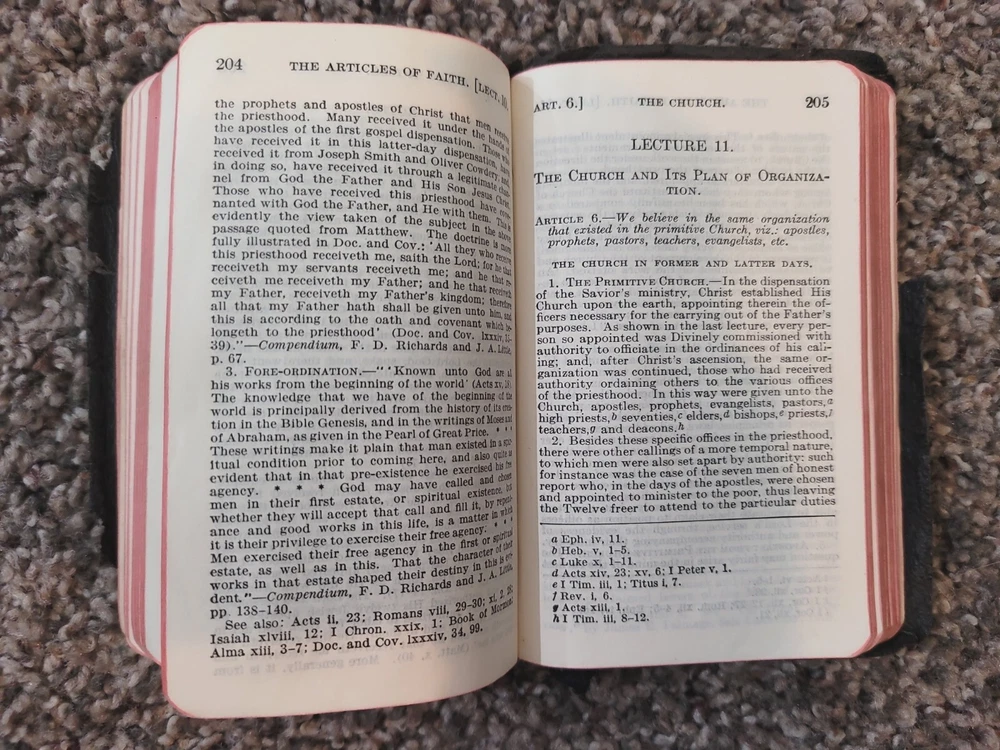 204
THE ARTICLES OF FAITH. [LECT. 10.
the prophets and apostles of Christ that men receive
the priesthood. Many received it under the hands of
the apostles of the first gospel dispensation. Those who
have received it in this latter-day dispensation, have
received it from Joseph Smith and Oliver Cowdery, and,
in doing so, have received it through a legitimate chan-
nel from God the Father and His Son Jesus Christ.
Those who have received this priesthood have cove-
nanted with God the Father, and He with them. This is
evidently the view taken of the subject in the above
passage quoted from Matthew. The doctrine is more
fully illustrated in Doc. and Cov.: 'All they who receive
this priesthood receiveth me, saith the Lord; for he that
receiveth my servants receiveth me; and he that re-
ceiveth me receiveth my Father; and he that receiveth
my Father, receiveth my Father's kingdom; therefore
all that my Father hath shall be given unto him, and
this is according to the oath and covenant which be-
longeth to the priesthood' (Doc. and Cov. lxxxiv,
39)."—Compendium, F. D. Richards and J. A. Little,
p. 67.
3. FORE-ORDINATION.—"'Known unto God are all
his works from the beginning of the world' (Acts xv, 18).
The knowledge that we have of the beginning of the
world is principally derived from the history of its crea-
tion in the Bible Genesis, and in the writings of Moses and
of Abraham, as given in the Pearl of Great Price. * *
These writings make it plain that man existed in a spir-
itual condition prior to coming here, and also quite as
evident that in that pre-existence he exercised his free
agency. * * * God may have called and chosen
men in their first estate, or spiritual existence, but
whether they will accept that call and fill it, by repent-
ance and good works in this life, is a matter in which
it is their privilege to exercise their free agency. * *
Men exercised their free agency in the first or spiritual
estate, as well as in this. That the character of their
works in that estate shaped their destiny in this is evi-
dent."—Compendium, F. D. Richards and J. A. Little,
pp. 138-140.
See also: Acts ii, 23; Romans viii, 29-30; xi, 2, 28;
Isaiah xlviii, 12; I Chron. xxix, 1; Book of Mormon,
Alma xiii, 3-7; Doc. and Cov. lxxxiv, 34, 99.
ART. 6.] THE CHURCH. 205
LECTURE 11.
THE CHURCH AND ITS PLAN OF ORGANIZA-
TION.
ARTICLE 6.—We believe in the same organization
that existed in the primitive Church, viz.: apostles,
prophets, pastors, teachers, evangelists, etc.
THE CHURCH IN FORMER AND LATTER DAYS.
1. THE PRIMITIVE CHURCH.—In the dispensation
of the Savior's ministry, Christ established His
Church upon the earth, appointing therein the of-
ficers necessary for the carrying out of the Father's
purposes. As shown in the last lecture, every per-
son so appointed was Divinely commissioned with
authority to officiate in the ordinances of his call-
ing; and, after Christ's ascension, the same or-
ganization was continued, those who had received
authority ordaining others to the various offices
of the priesthood. In this way were given unto the
Church, apostles, prophets, evangelists, pastors,a
high priests,b seventies,c elders,d bishops,e priests,f
teachers,g and deacons.h
2. Besides these specific offices in the priesthood,
there were other callings of a more temporal nature,
to which men were also set apart by authority: such
for instance was the case of the seven men of honest
report who, in the days of the apostles, were chosen
and appointed to minister to the poor, thus leaving
the Twelve freer to attend to the particular duties
a Eph. iv, 11.
b Heb. v, 1-5.
c Luke x, 1-11.
d Acts xiv, 23; xv, 6; I Peter v, 1.
e I Tim. iii, 1; Titus i, 7.
f Rev. i, 6.
g Acts xiii, 1.
h I Tim. iii, 8-12.